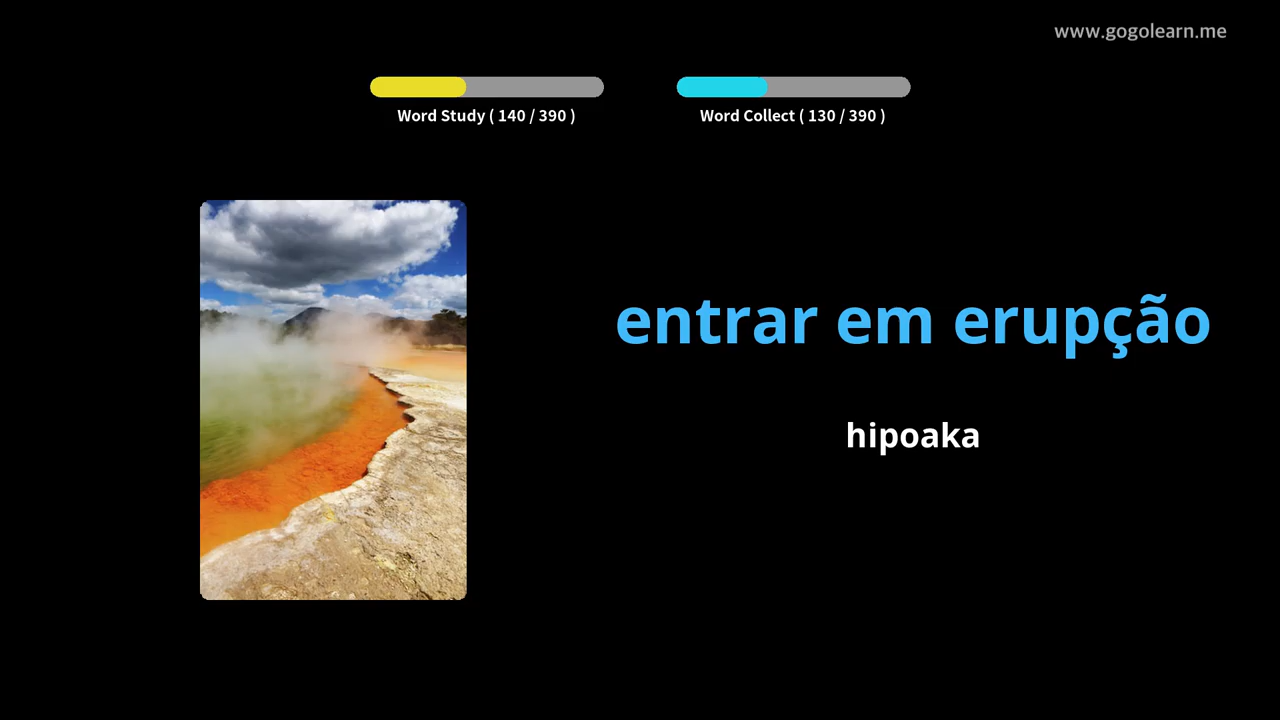 www.gogolearn.me
Word Study ( 140 / 390 )
Word Collect ( 130 / 390 )
entrar em erupção
hipoaka